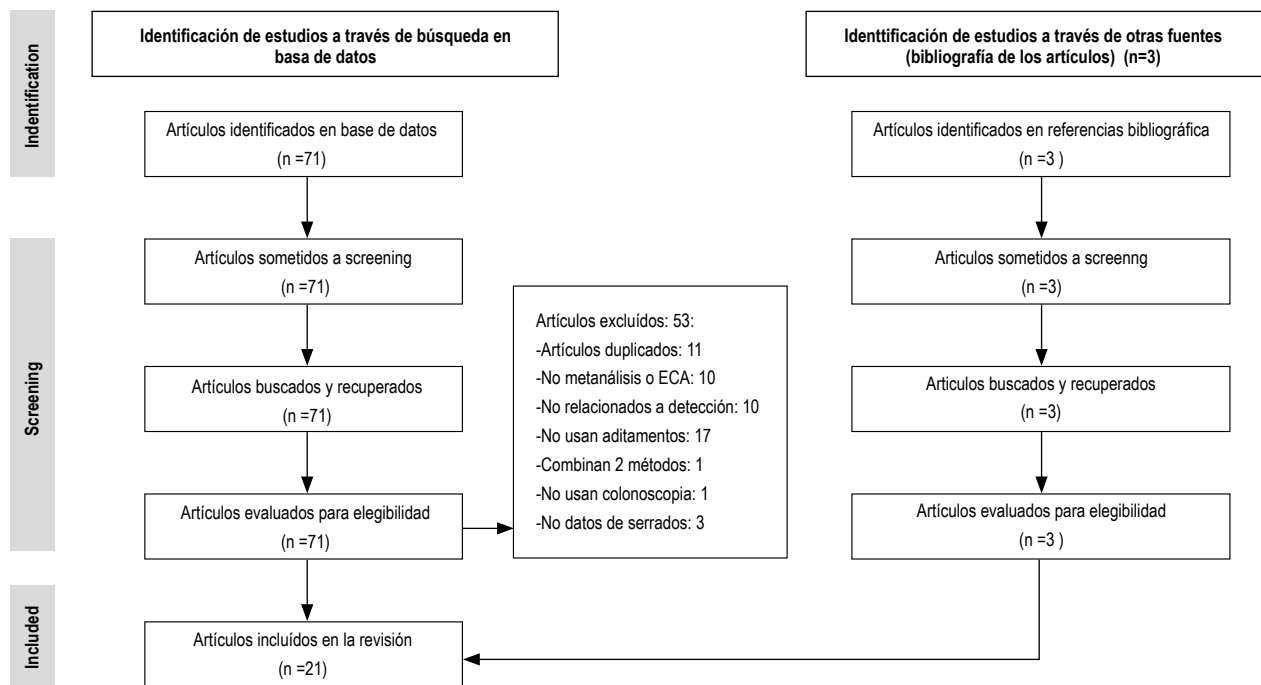 Identificación de estudios a través de búsqueda en
base de datos
Identtificación de estudios a través de otras fuentes
(bibliografía de los artículos) (n=3)
Indentification
Artículos identificados en base de datos
(n =71)
Artículos identificados en referencias bibliográfica
(n =3 )
Screening
Artículos sometidos a screening
(n =71)
Articulos sometidos a screenng
(n =3)
Artículos excluídos: 53:
-Artículos duplicados: 11
-No metanálisis o ECA: 10
-No relacionados a detección: 10
-No usan aditamentos: 17
-Combinan 2 métodos: 1
-No usan colonoscopia: 1
-No datos de serrados: 3
Artículos buscados y recuperados
(n =71)
Articulos buscados y recuperados
(n =3)
Artículos evaluados para elegibilidad
(n =71)
Artículos evaluados para elegibilidad
(n =3 )
Included
Artículos incluídos en la revisión
(n =21)